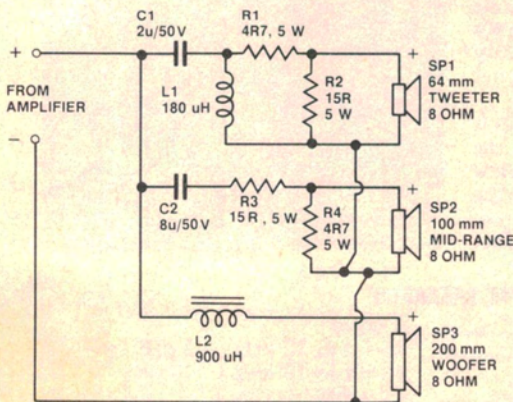 C1
2u/50V
R1
4R7, 5 W
+
FROM
AMPLIFIER
–
L1
180 uH
R2
15R
5 W
+
SP1
64 mm
TWEETER
8 OHM
C2
8u/50V
R3
15R, 5 W
R4
4R7
5 W
+
SP2
100 mm
MID-RANGE
8 OHM
L2
900 uH
+
SP3
200 mm
WOOFER
8 OHM